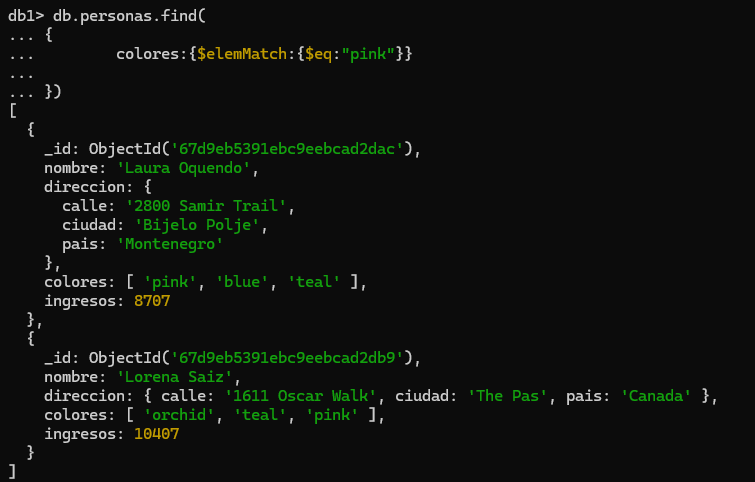 db1> db.personas.find(
... {
...         colores:{$elemMatch:{$eq:"pink"}}
...
... })
[
  {
    _id: ObjectId('67d9eb5391ebc9eebcad2dac'),
    nombre: 'Laura Oquendo',
    direccion: {
      calle: '2800 Samir Trail',
      ciudad: 'Bijelo Polje',
      pais: 'Montenegro'
    },
    colores: [ 'pink', 'blue', 'teal' ],
    ingresos: 8707
  },
  {
    _id: ObjectId('67d9eb5391ebc9eebcad2db9'),
    nombre: 'Lorena Saiz',
    direccion: { calle: '1611 Oscar Walk', ciudad: 'The Pas', pais: 'Canada' },
    colores: [ 'orchid', 'teal', 'pink' ],
    ingresos: 10407
  }
]